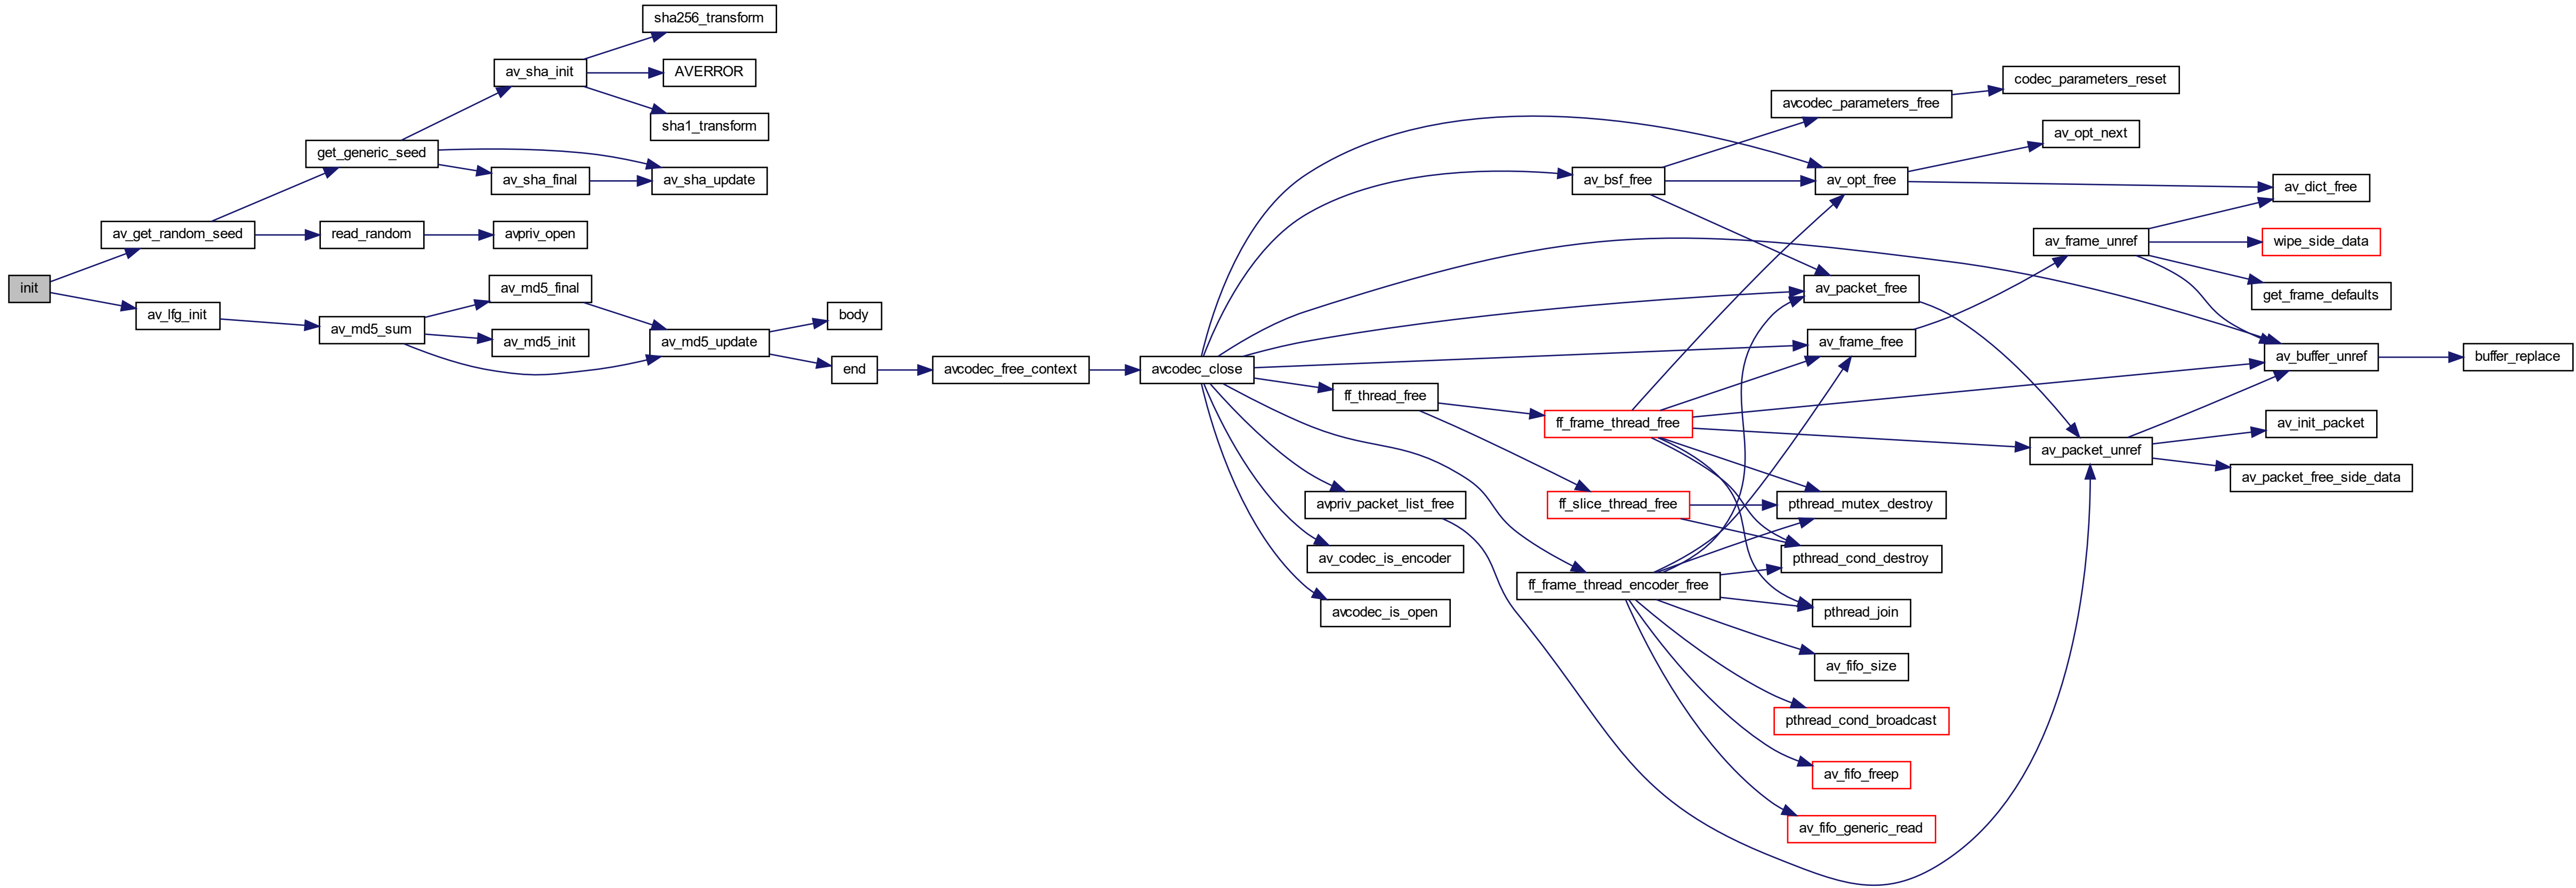 init
av_get_random_seed
av_lfg_init
get_generic_seed
read_random
av_md5_sum
av_sha_init
av_sha_final
avpriv_open
av_md5_final
av_md5_init
sha256_transform
AVERROR
sha1_transform
av_sha_update
av_md5_update
body
end
avcodec_free_context
avcodec_close
ff_thread_free
avpriv_packet_list_free
av_codec_is_encoder
avcodec_is_open
av_bsf_free
ff_frame_thread_free
ff_slice_thread_free
ff_frame_thread_encoder_free
avcodec_parameters_free
av_opt_free
av_packet_free
av_frame_free
pthread_mutex_destroy
pthread_cond_destroy
pthread_join
av_fifo_size
pthread_cond_broadcast
av_fifo_freep
av_fifo_generic_read
codec_parameters_reset
av_opt_next
av_frame_unref
av_packet_unref
av_dict_free
wipe_side_data
get_frame_defaults
av_buffer_unref
av_init_packet
av_packet_free_side_data
buffer_replace